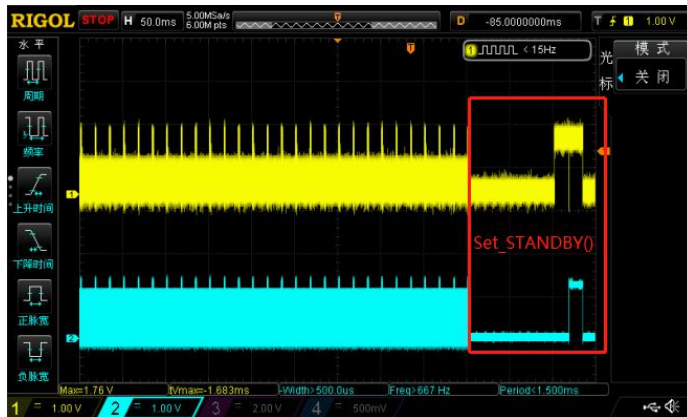 RIGOL STOP H 50.0ms 5.00MSa/s 6.00M pts D -85.0000000ms T 1 1.00 V
水平
1 < 15Hz
光标
模式
关闭
周期
频率
上升时间
下降时间
正脉宽
负脉宽
Set_STANDBY()
Max=1.76 V tVmax=-1.683ms -Width>500.0us Freq>667 Hz Period<1.500ms
1 = 1.00 V 2 = 1.00 V 3 = 2.00 V 4 = 500mV